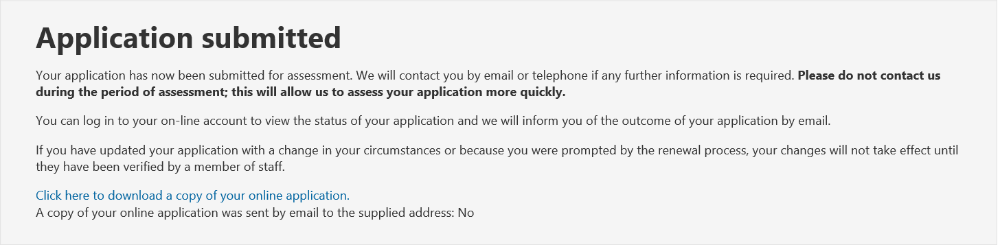 Application submitted
Your application has now been submitted for assessment. We will contact you by email or telephone if any further information is required. Please do not contact us
during the period of assessment; this will allow us to assess your application more quickly.
You can log in to your on-line account to view the status of your application and we will inform you of the outcome of your application by email.
If you have updated your application with a change in your circumstances or because you were prompted by the renewal process, your changes will not take effect until
they have been verified by a member of staff.
Click here to download a copy of your online application.
A copy of your online application was sent by email to the supplied address: No